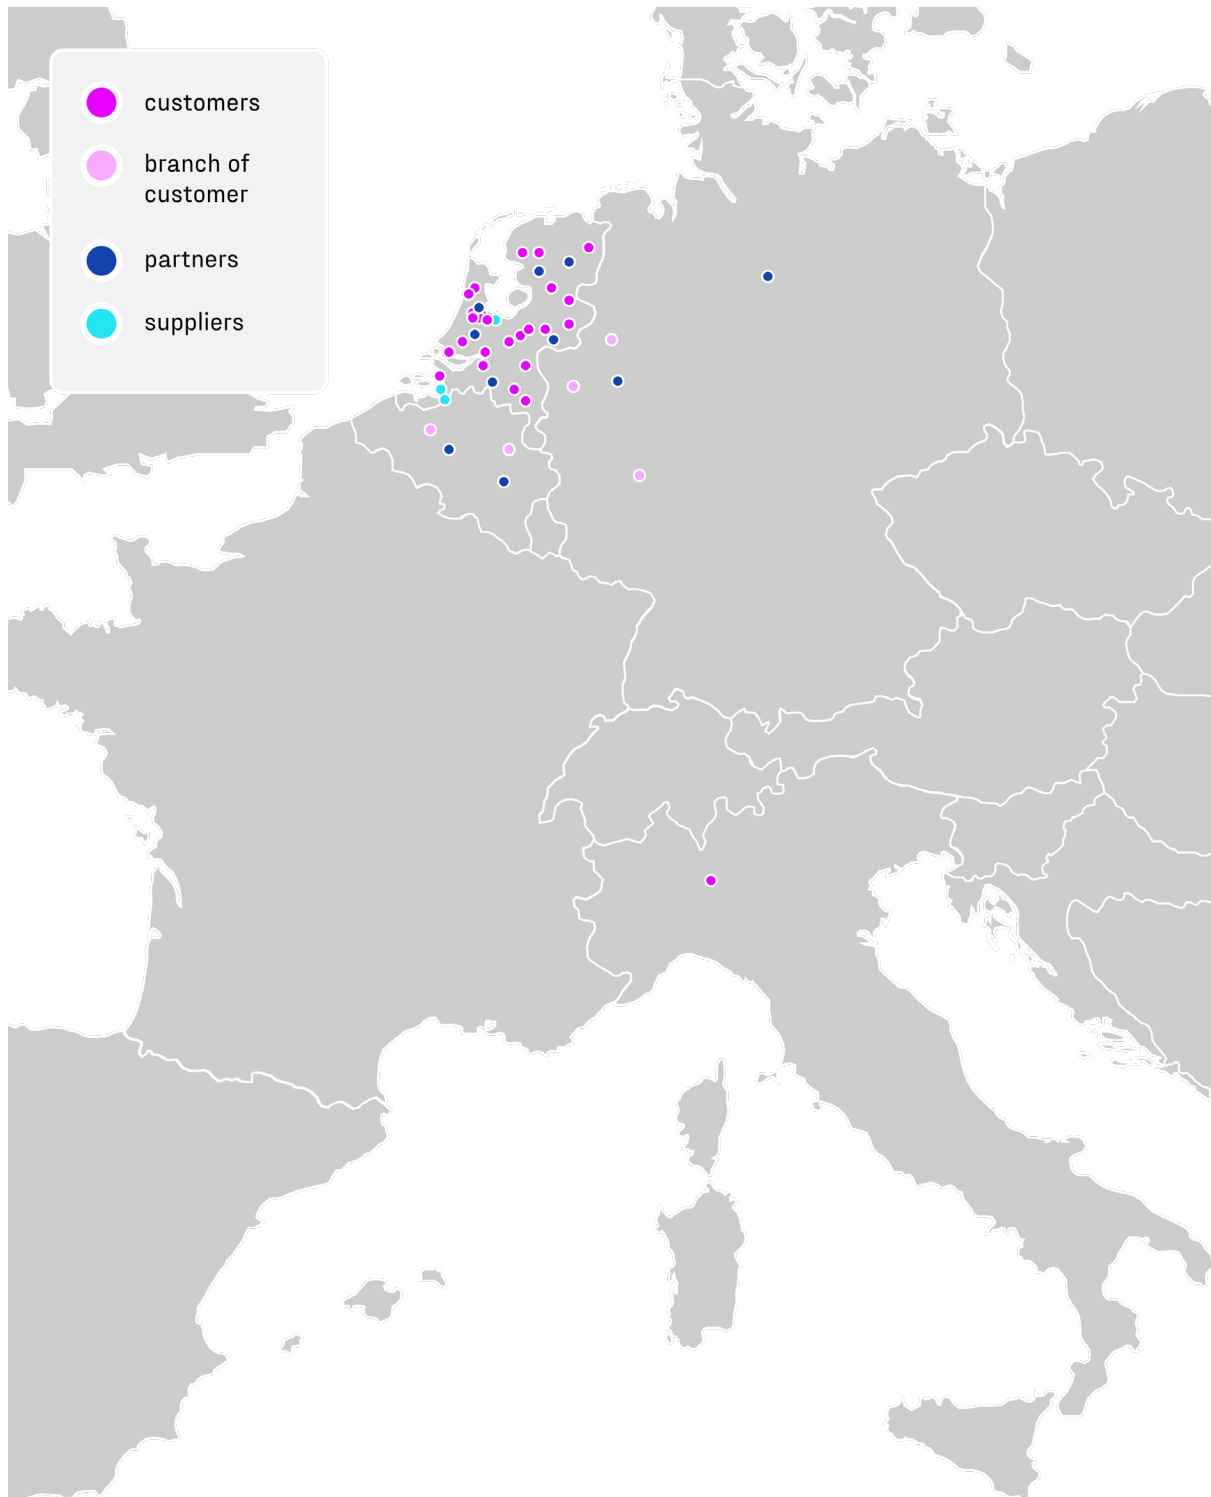 customers
branch of
customer
partners
suppliers